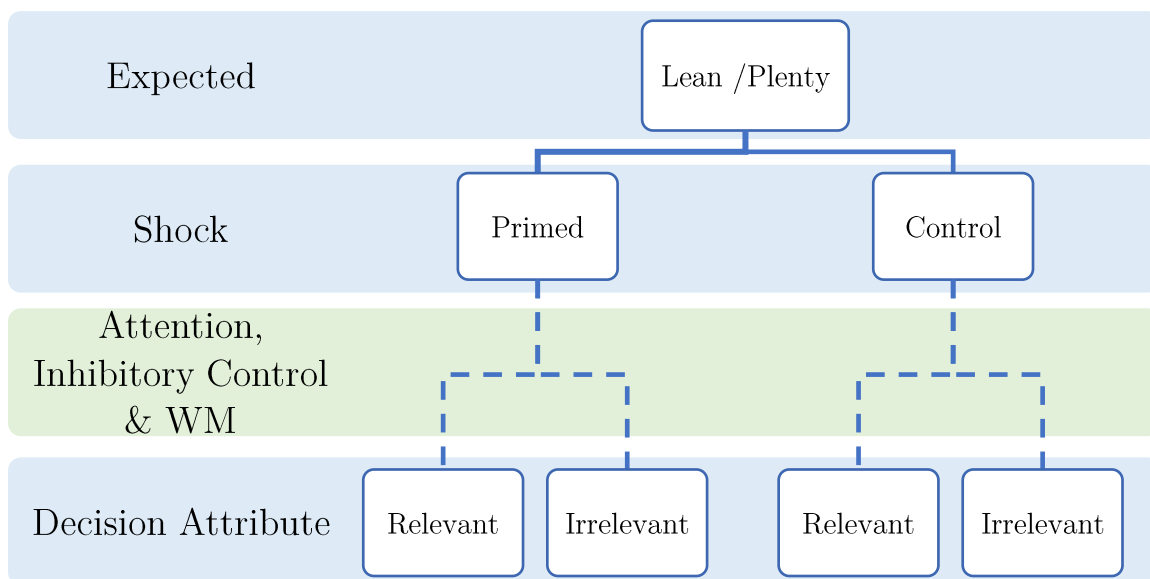 Expected
Lean /Plenty
Shock
Primed
Control
Attention,
Inhibitory Control
& WM
Decision Attribute
Relevant
Irrelevant
Relevant
Irrelevant